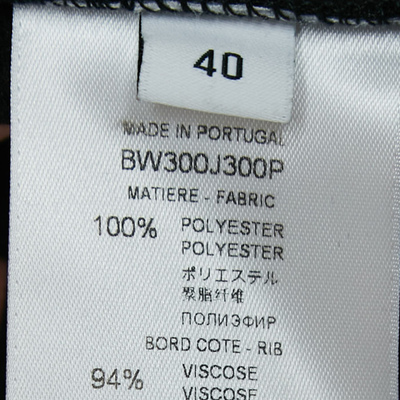 40
MADE IN PORTUGAL
BW300J300P
MATIERE - FABRIC
100% POLYESTER
POLYESTER
ポリエステル
聚脂纤维
ПОЛИЭФИР
BORD COTE - RIB
94% VISCOSE
VISCOSE